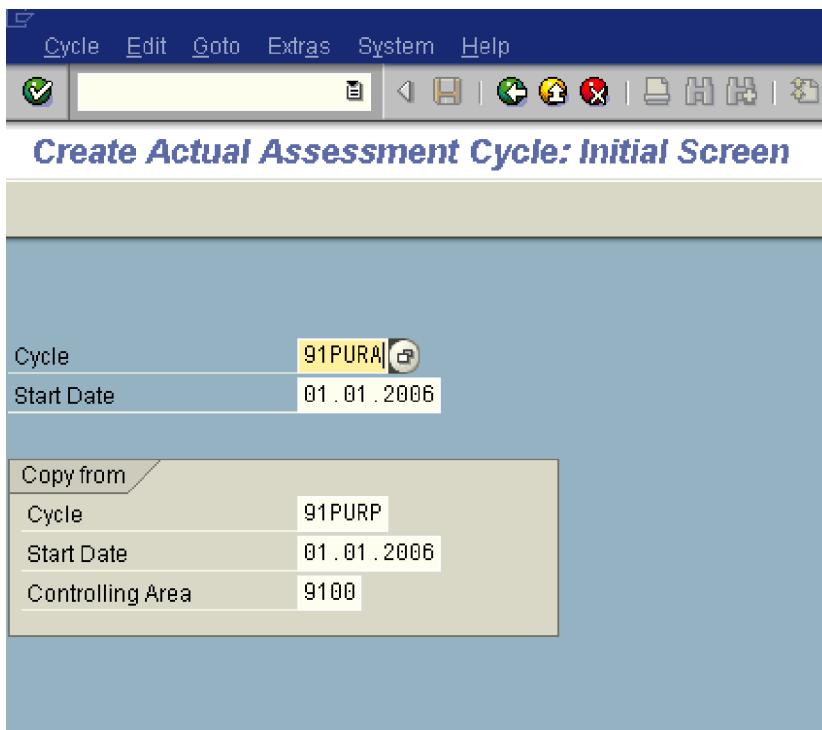 Cycle Edit Goto Extras System Help
Create Actual Assessment Cycle: Initial Screen
Cycle 91PURA
Start Date 01.01.2006
Copy from
Cycle 91PURP
Start Date 01.01.2006
Controlling Area 9100